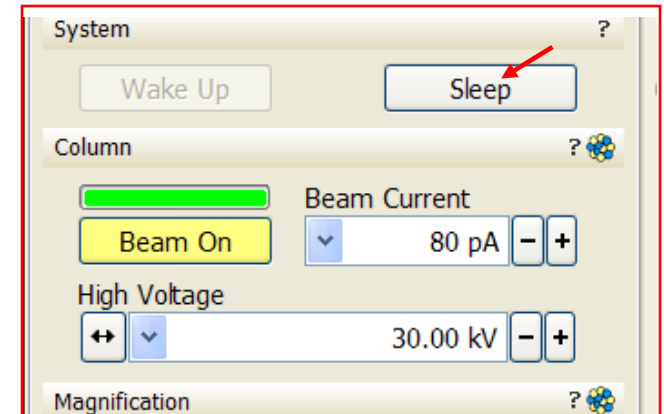 System ?
Wake Up Sleep
Column ?
Beam Current
Beam On 80 pA - +
High Voltage
30.00 kV - +
Magnification ?